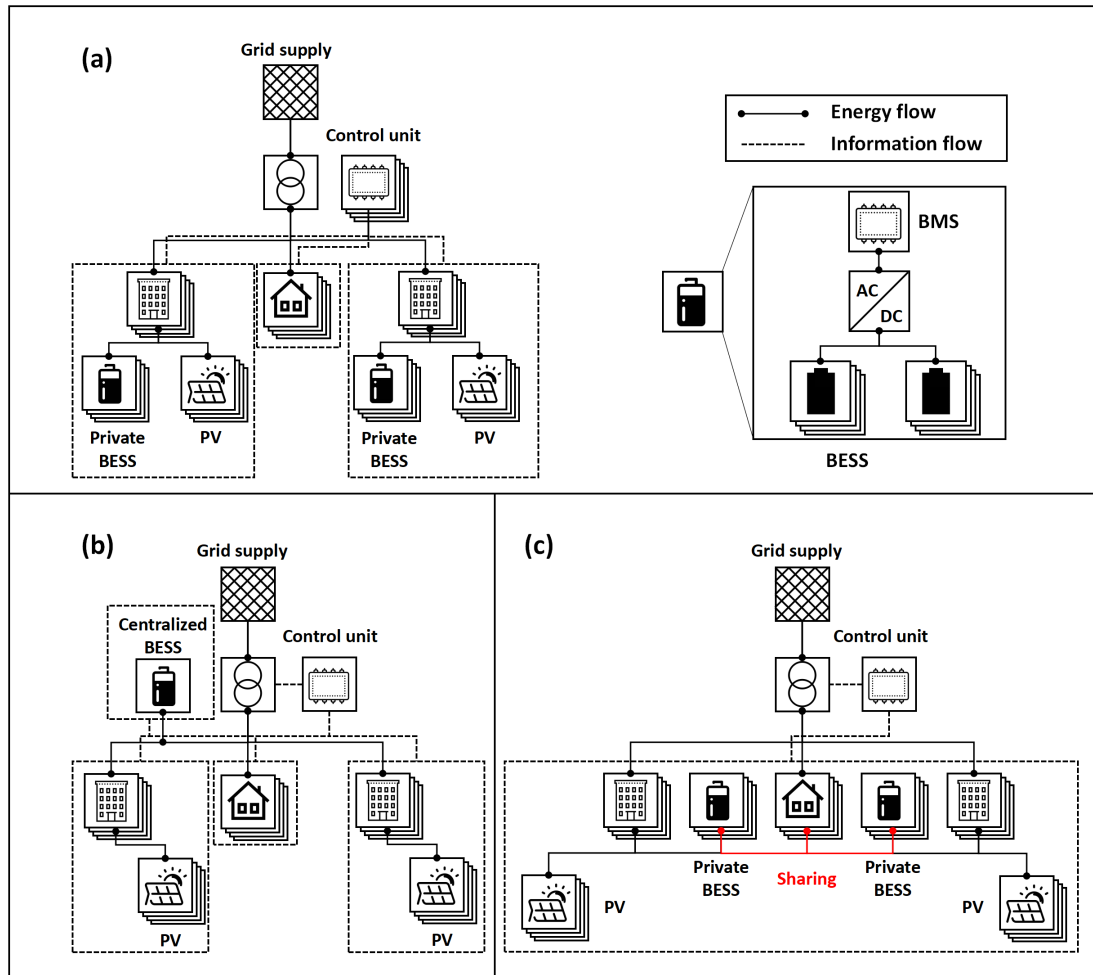 (a)
Grid supply
Control unit
Energy flow
Information flow
BMS
AC
DC
Private
BESS
PV
Private
BESS
PV
BESS
(b)
Grid supply
Centralized
BESS
Control unit
PV
PV
(c)
Grid supply
Control unit
Private
BESS
Sharing
Private
BESS
PV
PV